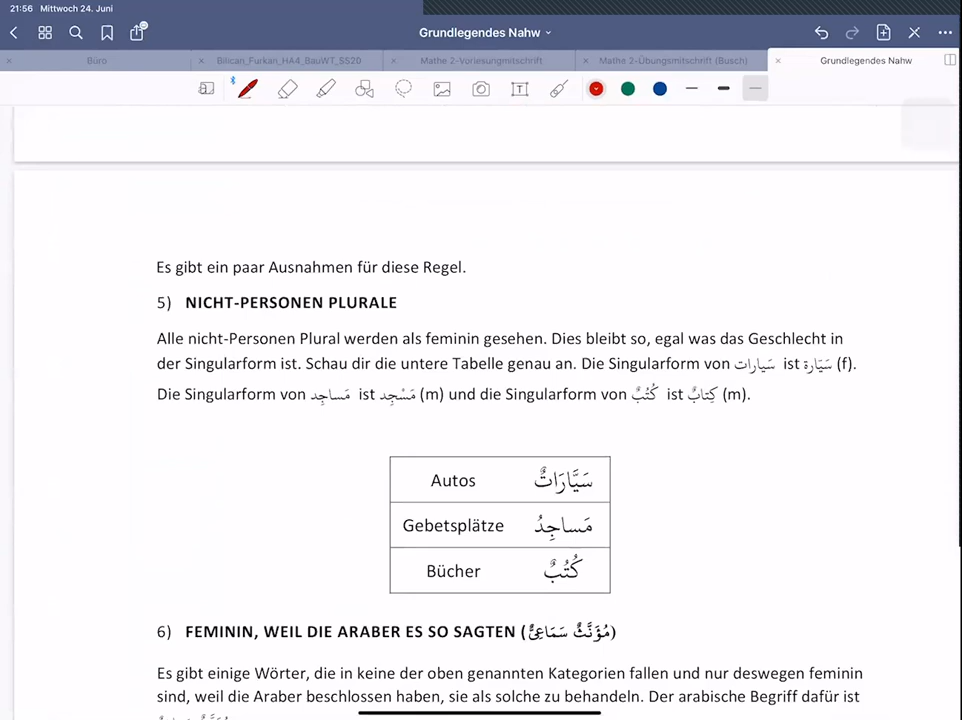 21:56 Mittwoch 24. Juni
Grundlegendes Nahw
Büro
Bilican_Furkan_HA4_BauWT_SS20
Mathe 2-Vorlesungmitschrift
Mathe 2-Übungsmitschrift (Busch)
Grundlegendes Nahw
Es gibt ein paar Ausnahmen für diese Regel.
5) NICHT-PERSONEN PLURALE
Alle nicht-Personen Plural werden als feminin gesehen. Dies bleibt so, egal was das Geschlecht in
der Singularform ist. Schau dir die untere Tabelle genau an. Die Singularform von سَيارات ist سَيّارة (f).
Die Singularform von مَساجِد ist مَسْجِد (m) und die Singularform von كُتُبٌ ist كِتابٌ (m).
Autos سَيَّارَاتٌ
Gebetsplätze مَساجِدُ
Bücher كُتُبٌ
6) FEMININ, WEIL DIE ARABER ES SO SAGTEN (مُؤَنَّثٌ سَمَاعِيٌّ)
Es gibt einige Wörter, die in keine der oben genannten Kategorien fallen und nur deswegen feminin
sind, weil die Araber beschlossen haben, sie als solche zu behandeln. Der arabische Begriff dafür ist